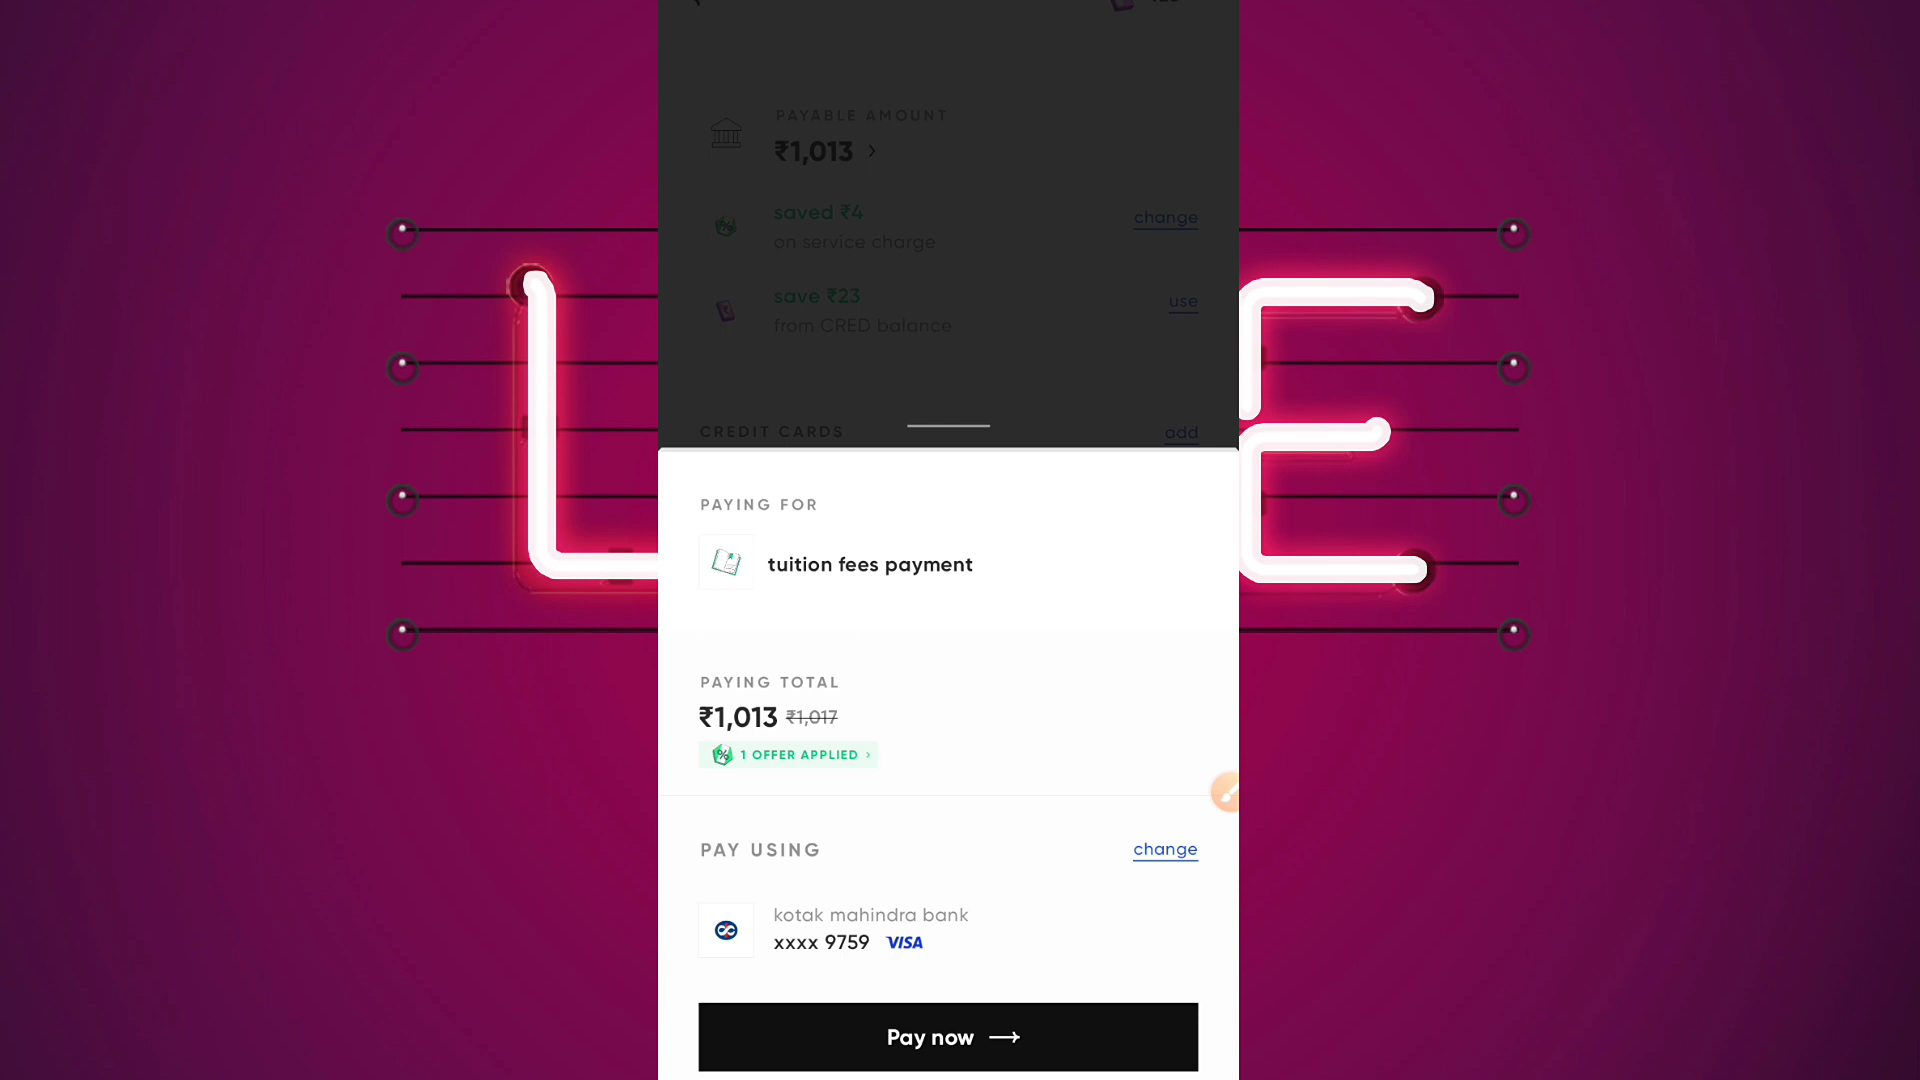 PAYABLE AMOUNT
₹1,013 >
saved ₹4
change
on service charge
save ₹23
use
from CRED balance
CREDIT CARDS
add
PAYING FOR
tuition fees payment
PAYING TOTAL
₹1,013 ₹1,017
1 OFFER APPLIED >
PAY USING
change
kotak mahindra bank
xxxx 9759 VISA
Pay now →
L
E